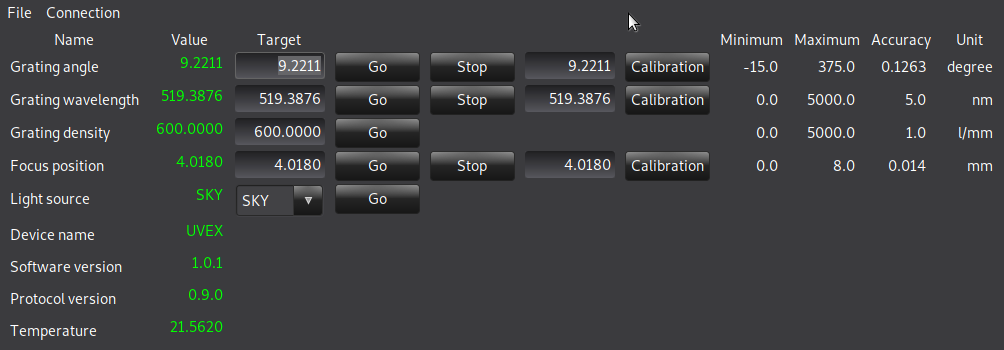 File Connection
Name Value Target Minimum Maximum Accuracy Unit
Grating angle 9.2211 9.2211 Go Stop 9.2211 Calibration -15.0 375.0 0.1263 degree
Grating wavelength 519.3876 519.3876 Go Stop 519.3876 Calibration 0.0 5000.0 5.0 nm
Grating density 600.0000 600.0000 Go 0.0 5000.0 1.0 l/mm
Focus position 4.0180 4.0180 Go Stop 4.0180 Calibration 0.0 8.0 0.014 mm
Light source SKY SKY Go
Device name UVEX
Software version 1.0.1
Protocol version 0.9.0
Temperature 21.5620